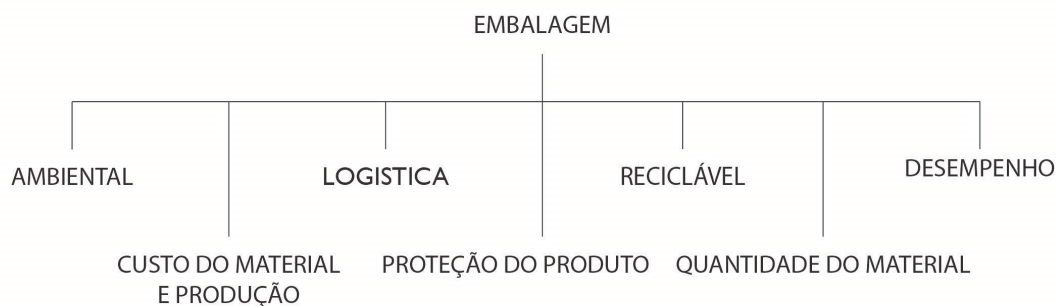 EMBALAGEM
AMBIENTAL
LOGISTICA
RECICLÁVEL
DESEMPENHO
CUSTO DO MATERIAL
E PRODUÇÃO
PROTEÇÃO DO PRODUTO
QUANTIDADE DO MATERIAL